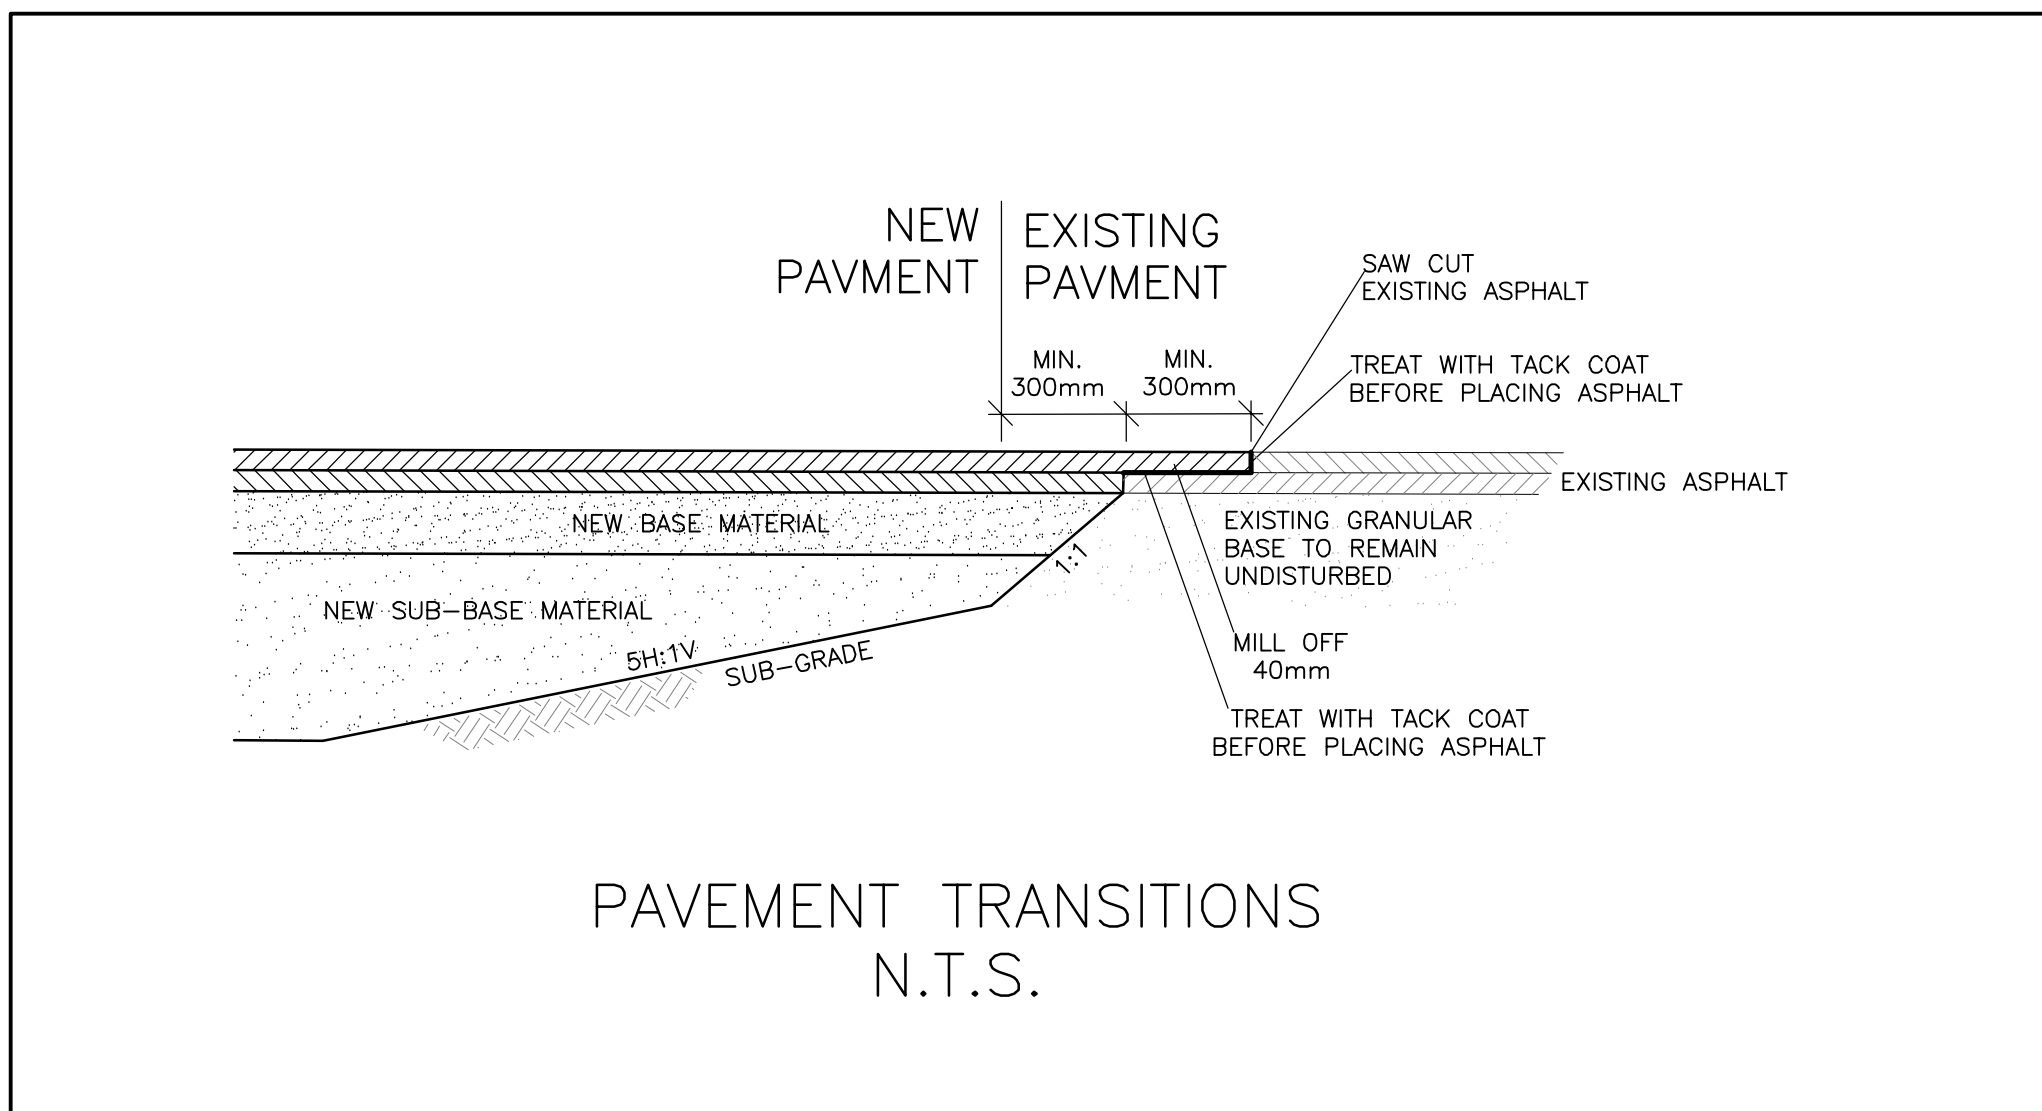 NEW
PAVMENT
EXISTING
PAVMENT
SAW CUT
EXISTING ASPHALT
MIN.
300mm
MIN.
300mm
TREAT WITH TACK COAT
BEFORE PLACING ASPHALT
EXISTING ASPHALT
NEW BASE MATERIAL
EXISTING GRANULAR
BASE TO REMAIN
UNDISTURBED
1:1
NEW SUB-BASE MATERIAL
5H:1V
SUB-GRADE
MILL OFF
40mm
TREAT WITH TACK COAT
BEFORE PLACING ASPHALT
PAVEMENT TRANSITIONS
N.T.S.